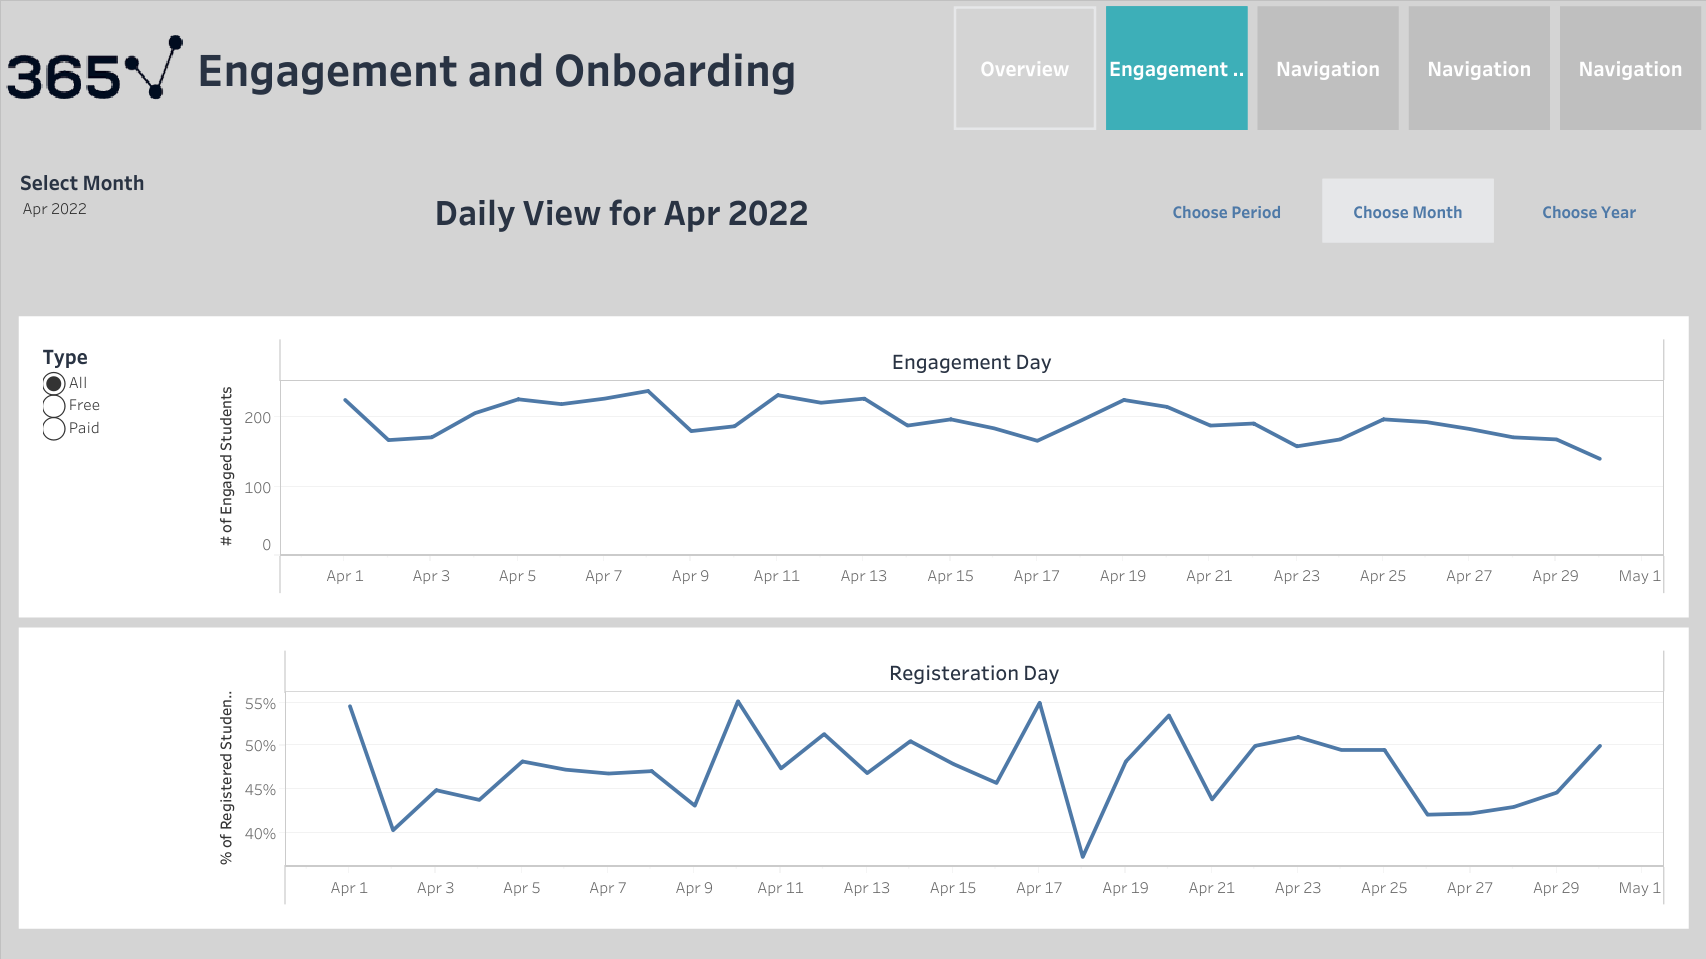 365
Engagement and Onboarding
Overview
Engagement ..
Navigation
Navigation
Navigation
Select Month
Apr 2022
Daily View for Apr 2022
Choose Period
Choose Month
Choose Year
Type
All
Free
Paid
Engagement Day
# of Engaged Students
200
100
0
Apr 1 Apr 3 Apr 5 Apr 7 Apr 9 Apr 11 Apr 13 Apr 15 Apr 17 Apr 19 Apr 21 Apr 23 Apr 25 Apr 27 Apr 29 May 1
Registeration Day
% of Registered Studen..
55%
50%
45%
40%
Apr 1 Apr 3 Apr 5 Apr 7 Apr 9 Apr 11 Apr 13 Apr 15 Apr 17 Apr 19 Apr 21 Apr 23 Apr 25 Apr 27 Apr 29 May 1